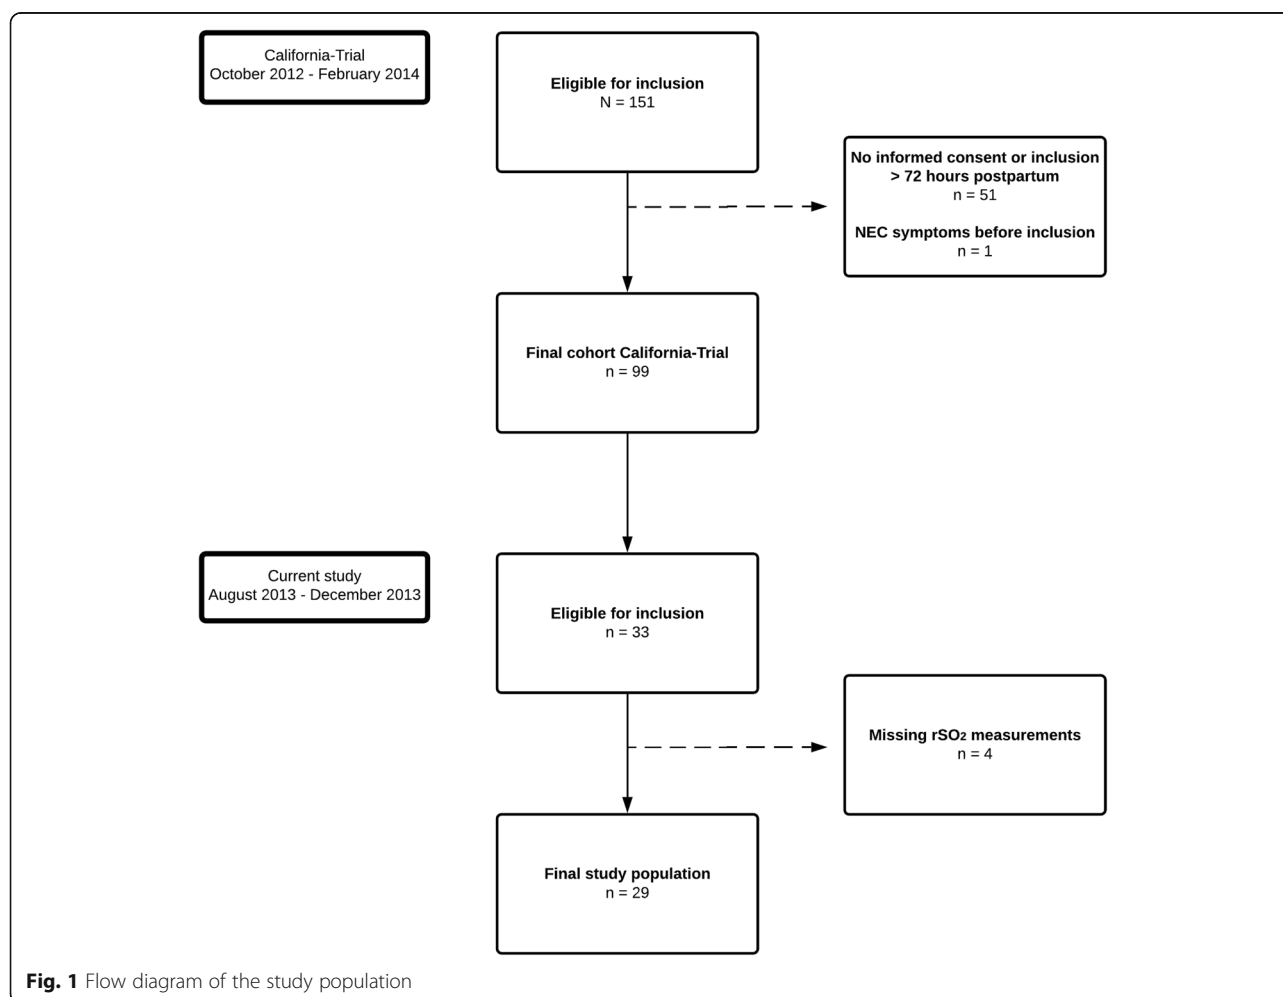 California-Trial
October 2012 - February 2014
Eligible for inclusion
N = 151
No informed consent or inclusion
> 72 hours postpartum
n = 51
NEC symptoms before inclusion
n = 1
Final cohort California-Trial
n = 99
Current study
August 2013 - December 2013
Eligible for inclusion
n = 33
Missing rSO₂ measurements
n = 4
Final study population
n = 29
Fig. 1 Flow diagram of the study population